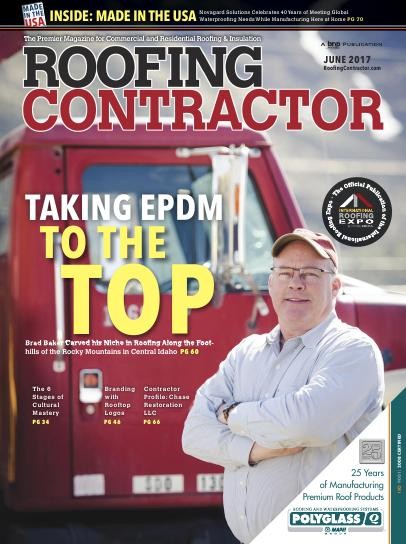 MADE IN THE USA
INSIDE: MADE IN THE USA
Novagard Solutions Celebrates 40 Years of Meeting Global
Waterproofing Needs While Manufacturing Here at Home PG 70
The Premier Magazine for Commercial and Residential Roofing & Insulation
A bnp PUBLICATION
ROOFING
CONTRACTOR
JUNE 2017
RoofingContractor.com
The Official Publication of the International Roofing Expo
INTERNATIONAL
ROOFING
EXPO
TAKING EPDM
TO THE
TOP
Brad Baker Carved his Niche in Roofing Along the Foot-
hills of the Rocky Mountains in Central Idaho PG 60
The 6
Stages of
Cultural
Mastery
PG 34
Branding
with
Rooftop
Logos
PG 46
Contractor
Profile: Chase
Restoration
LLC
PG 66
25
25 Years
of Manufacturing
Premium Roof Products
ROOFING AND WATERPROOFING SYSTEMS
POLYGLASS
MAPEI